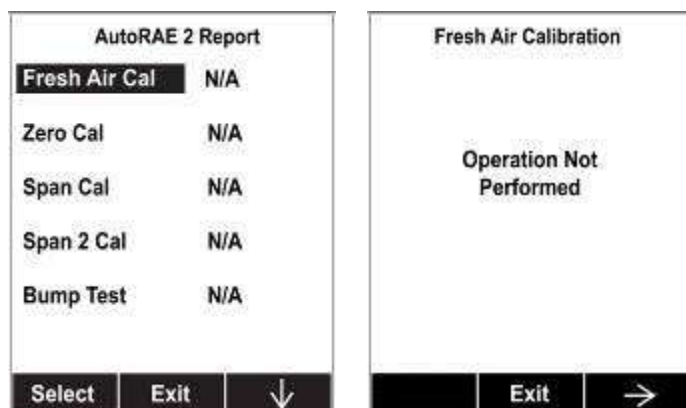 AutoRAE 2 Report
Fresh Air Cal N/A
Zero Cal N/A
Span Cal N/A
Span 2 Cal N/A
Bump Test N/A
Select Exit ↓
Fresh Air Calibration
Operation Not
Performed
Exit →